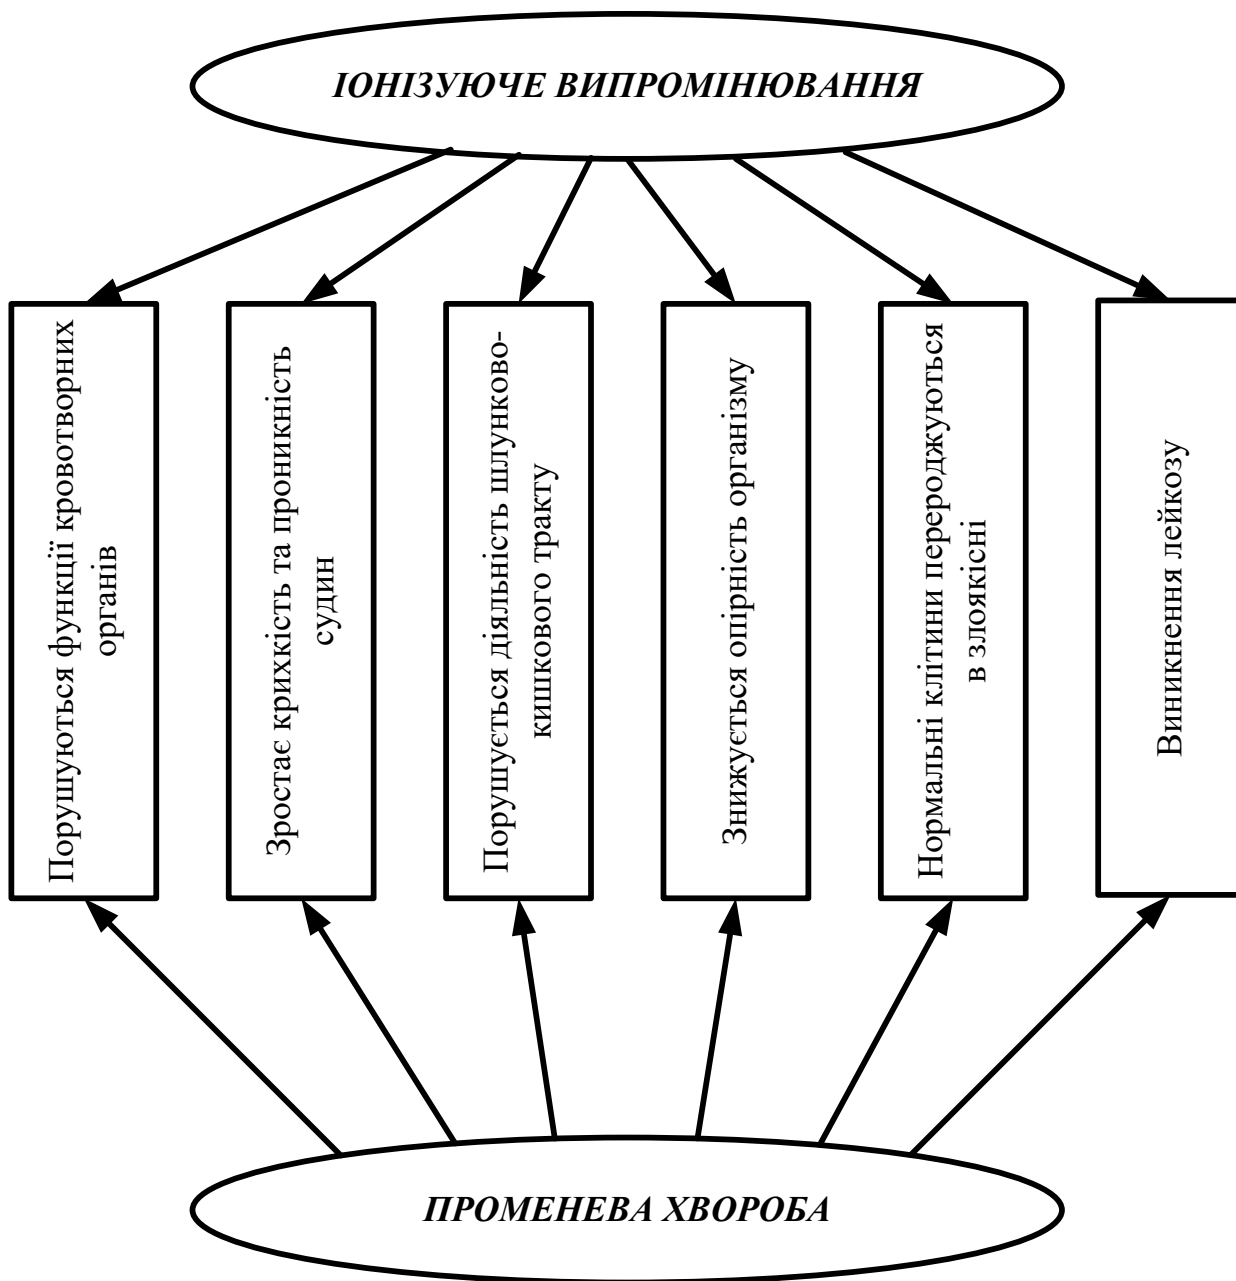 ІОНІЗУЮЧЕ ВИПРОМІНЮВАННЯ
Порушуються функції кровотворних
органів
Зростає крихкість та проникність
судин
Порушується діяльність шлунково-
кишкового тракту
Знижується опірність організму
Нормальні клітини перероджуються
в злоякісні
Виникнення лейкозу
ПРОМЕНЕВА ХВОРОБА